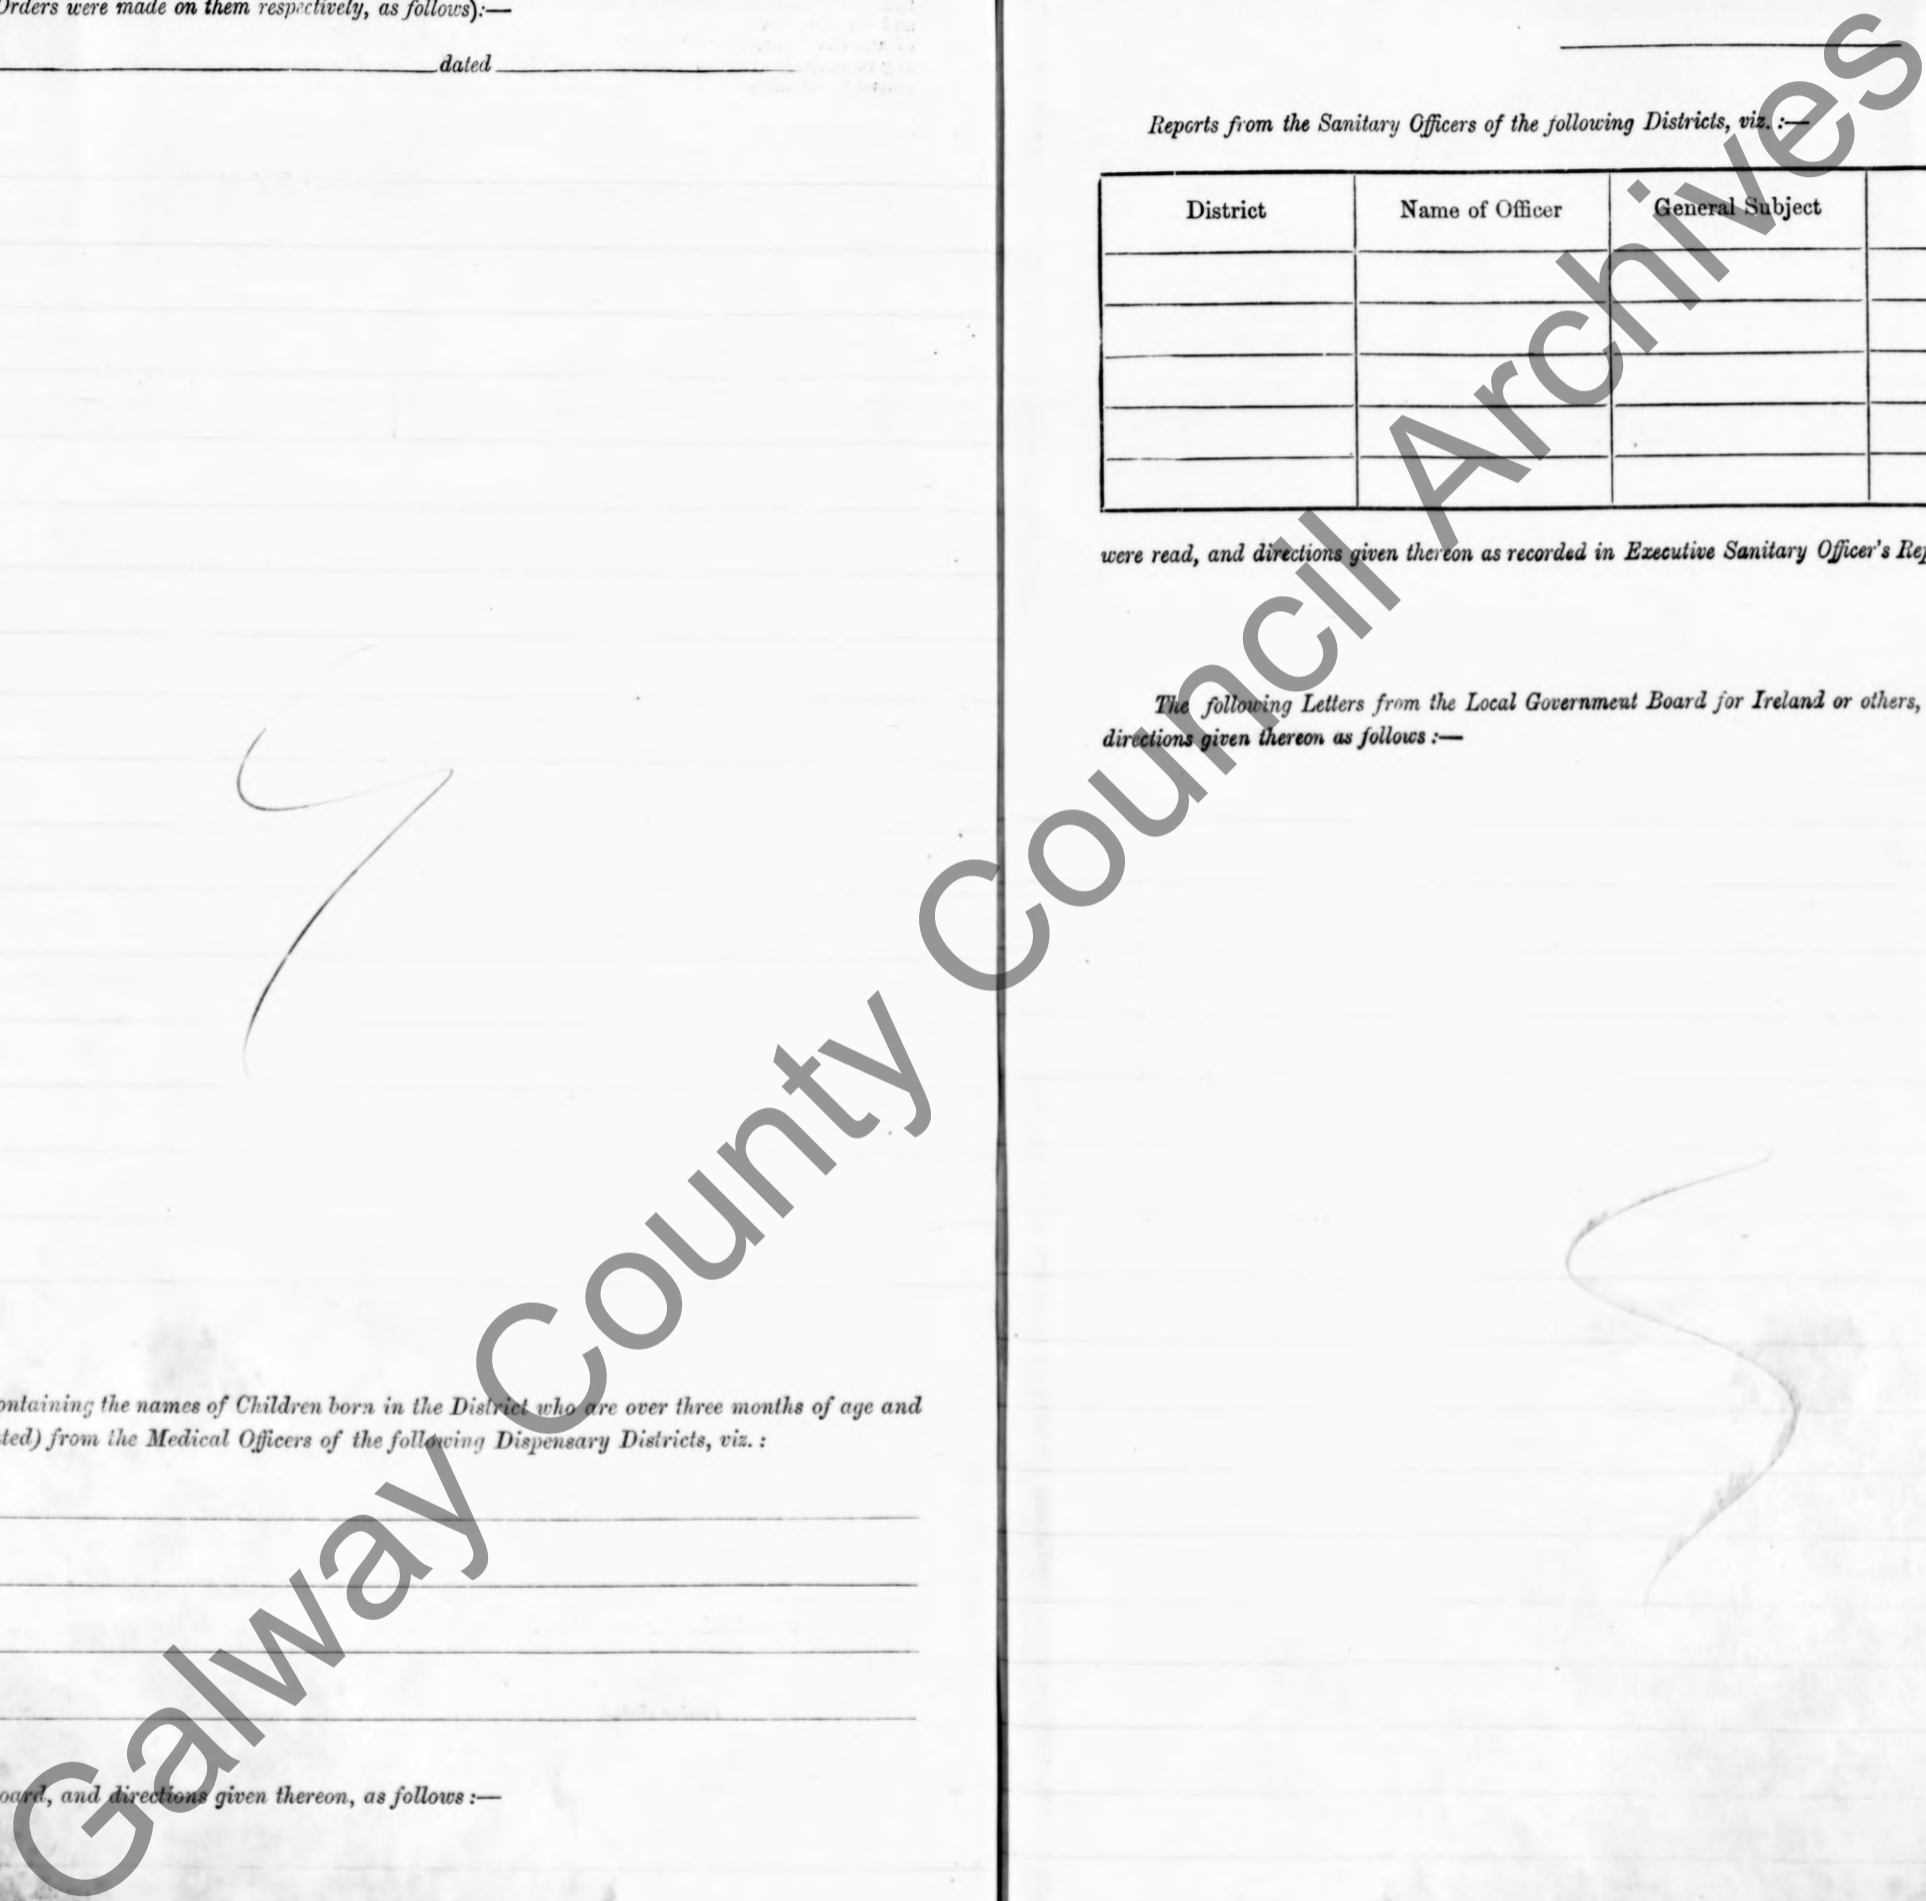 Orders were made on them respectively, as follows):—
dated
ontaining the names of Children born in the District who are over three months of age and
ted) from the Medical Officers of the following Dispensary Districts, viz. :
oard, and directions given thereon, as follows :—
Reports from the Sanitary Officers of the following Districts, viz. :—
District Name of Officer General Subject
were read, and directions given thereon as recorded in Executive Sanitary Officer's Rep
The following Letters from the Local Government Board for Ireland or others,
directions given thereon as follows :—
Galway County Council Archives